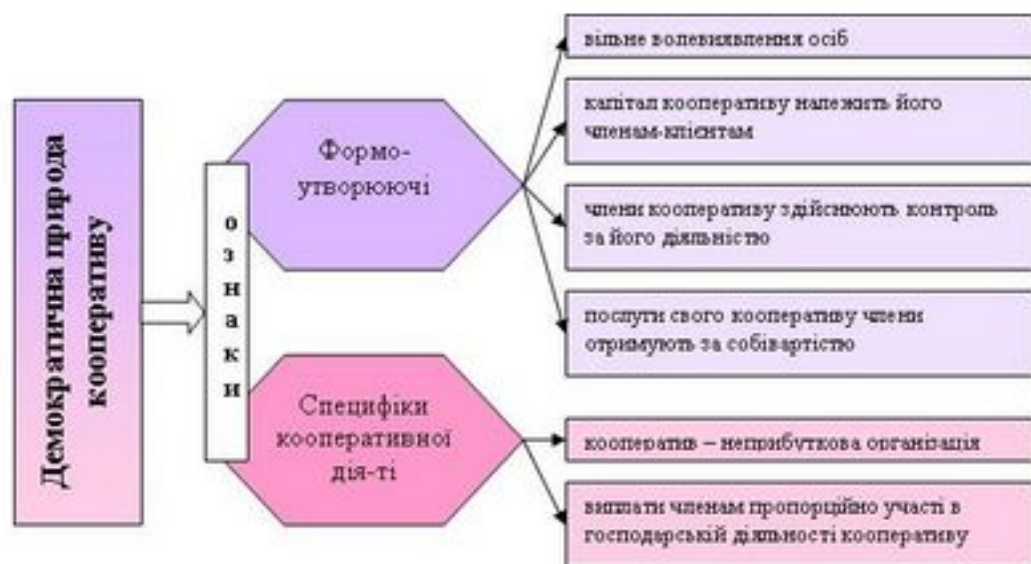 Демократична природа
кооперативу
ознаки
Формо-
утворюючі
вільне волевиявлення осіб
капітал кооперативу належить його
членам-клієнтам
члени кооперативу здійснюють контроль
за його діяльністю
послуги свого кооперативу члени
отримують за собівартістю
Специфіки
кооперативної
дія-ті
кооператив – неприбуткова організація
виплати членам пропорційно участі в
господарській діяльності кооперативу